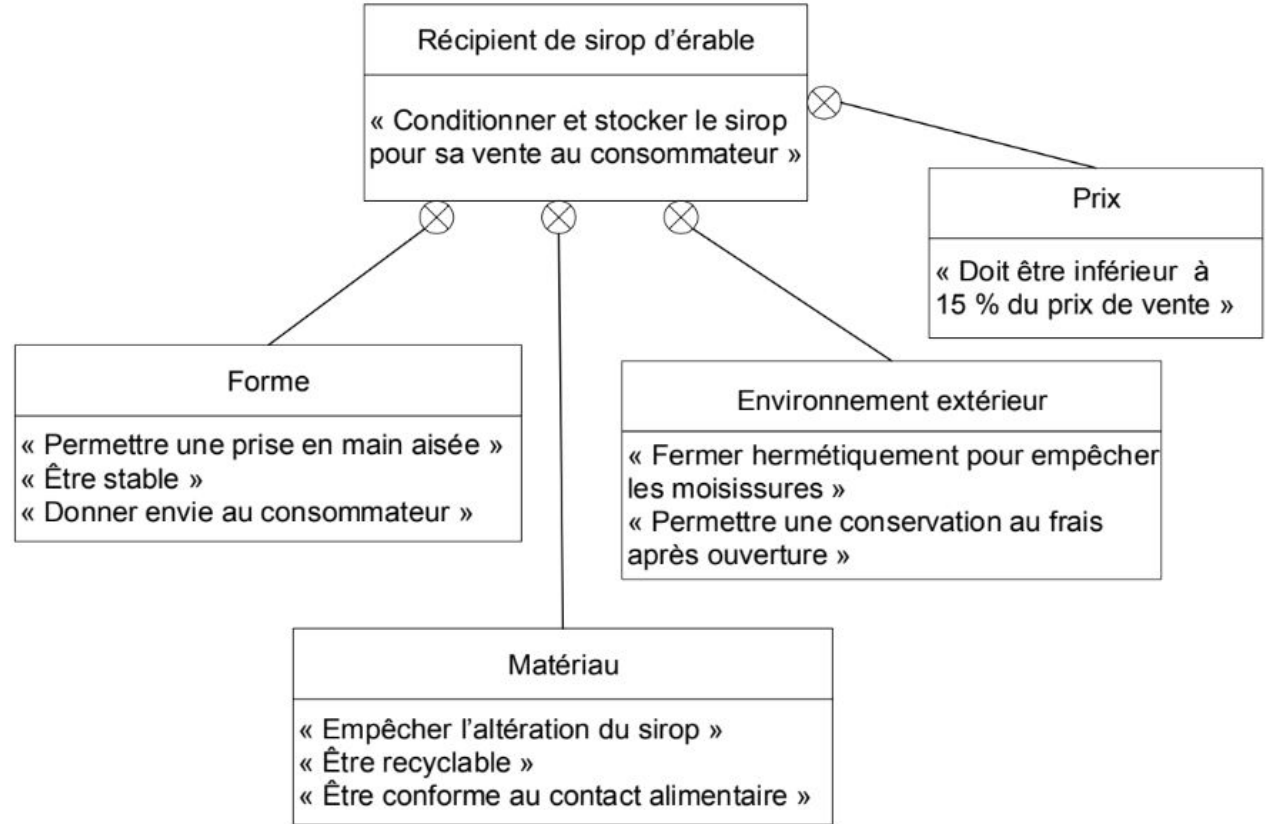 Récipient de sirop d’érable
« Conditionner et stocker le sirop
pour sa vente au consommateur »
Prix
« Doit être inférieur à
15 % du prix de vente »
Forme
« Permettre une prise en main aisée »
« Être stable »
« Donner envie au consommateur »
Environnement extérieur
« Fermer hermétiquement pour empêcher
les moisissures »
« Permettre une conservation au frais
après ouverture »
Matériau
« Empêcher l’altération du sirop »
« Être recyclable »
« Être conforme au contact alimentaire »